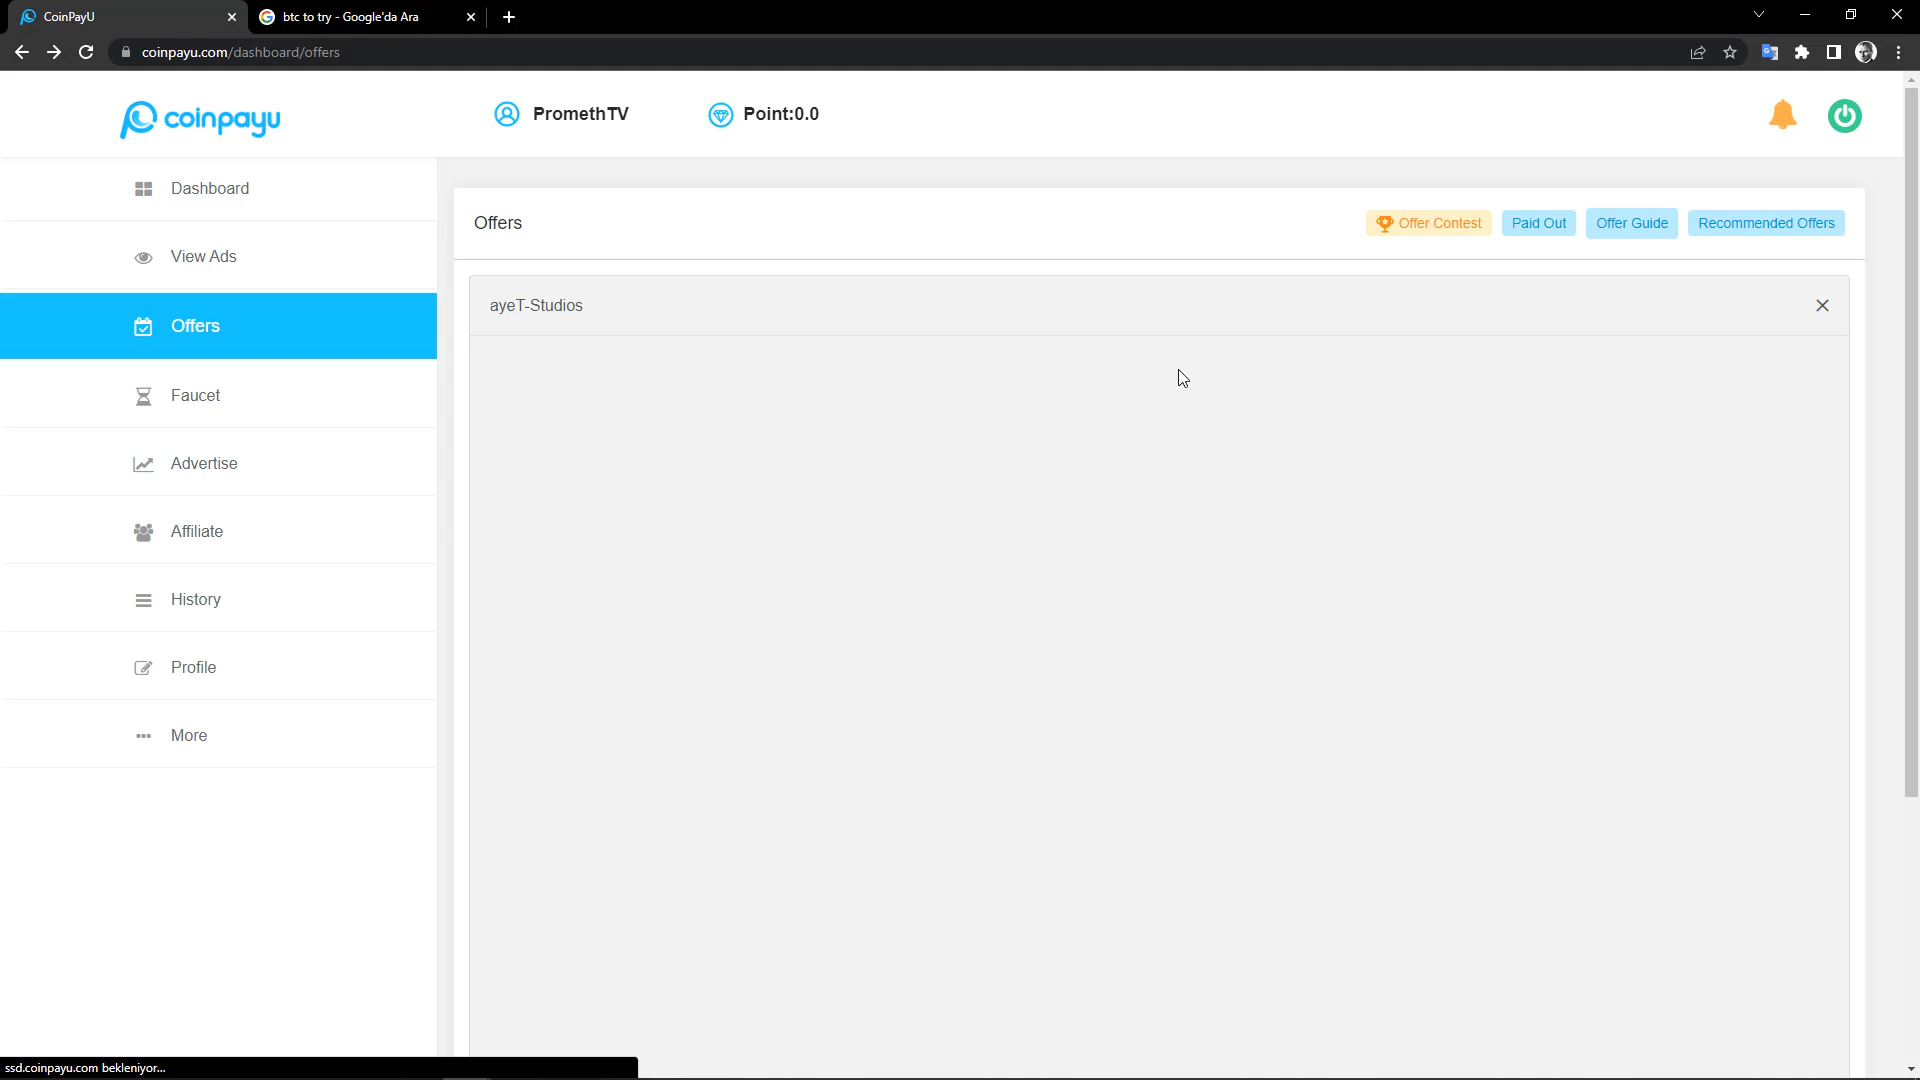 CoinPayU
btc to try - Google'da Ara
coinpayu.com/dashboard/offers
coinpayu
PromethTV
Point:0.0
Dashboard
View Ads
Offers
Faucet
Advertise
Affiliate
History
Profile
More
Offers
Offer Contest
Paid Out
Offer Guide
Recommended Offers
ayeT-Studios
ssd.coinpayu.com bekleniyor...